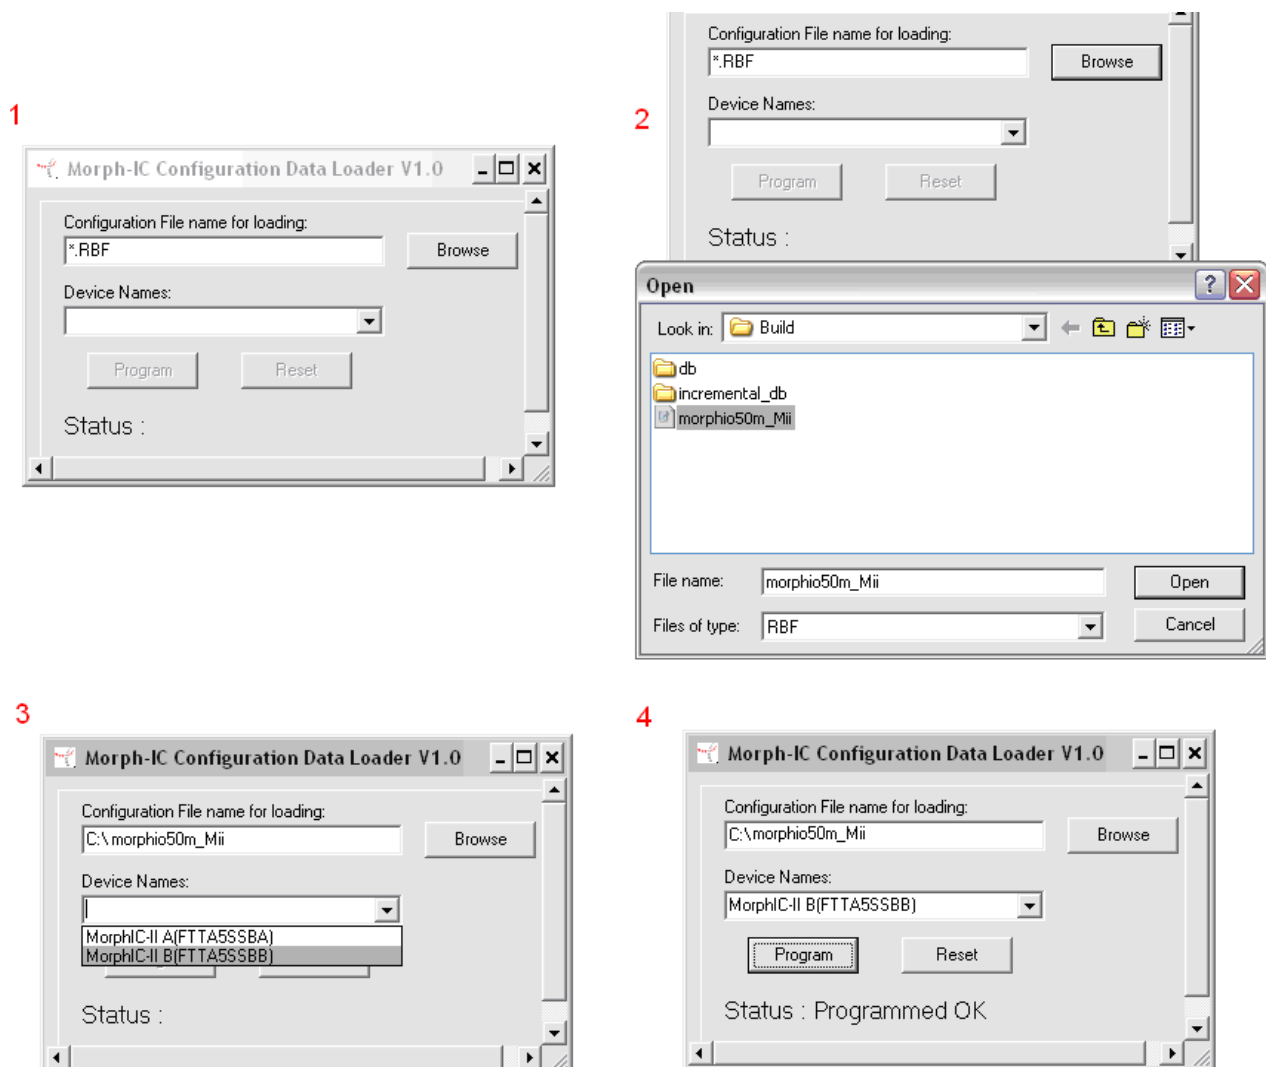 1
Morph-IC Configuration Data Loader V1.0
Configuration File name for loading:
*.RBF
Browse
Device Names:
Program
Reset
Status :
2
Configuration File name for loading:
*.RBF
Browse
Device Names:
Program
Reset
Status :
Open
Look in:
Build
db
incremental_db
morphio50m_Mii
File name:
morphio50m_Mii
Open
Files of type:
RBF
Cancel
3
Morph-IC Configuration Data Loader V1.0
Configuration File name for loading:
C:\morphio50m_Mii
Browse
Device Names:
MorphIC-II A(FTTA5SSBA)
MorphIC-II B(FTTA5SSBB)
Status :
4
Morph-IC Configuration Data Loader V1.0
Configuration File name for loading:
C:\morphio50m_Mii
Browse
Device Names:
MorphIC-II B(FTTA5SSBB)
Program
Reset
Status : Programmed OK